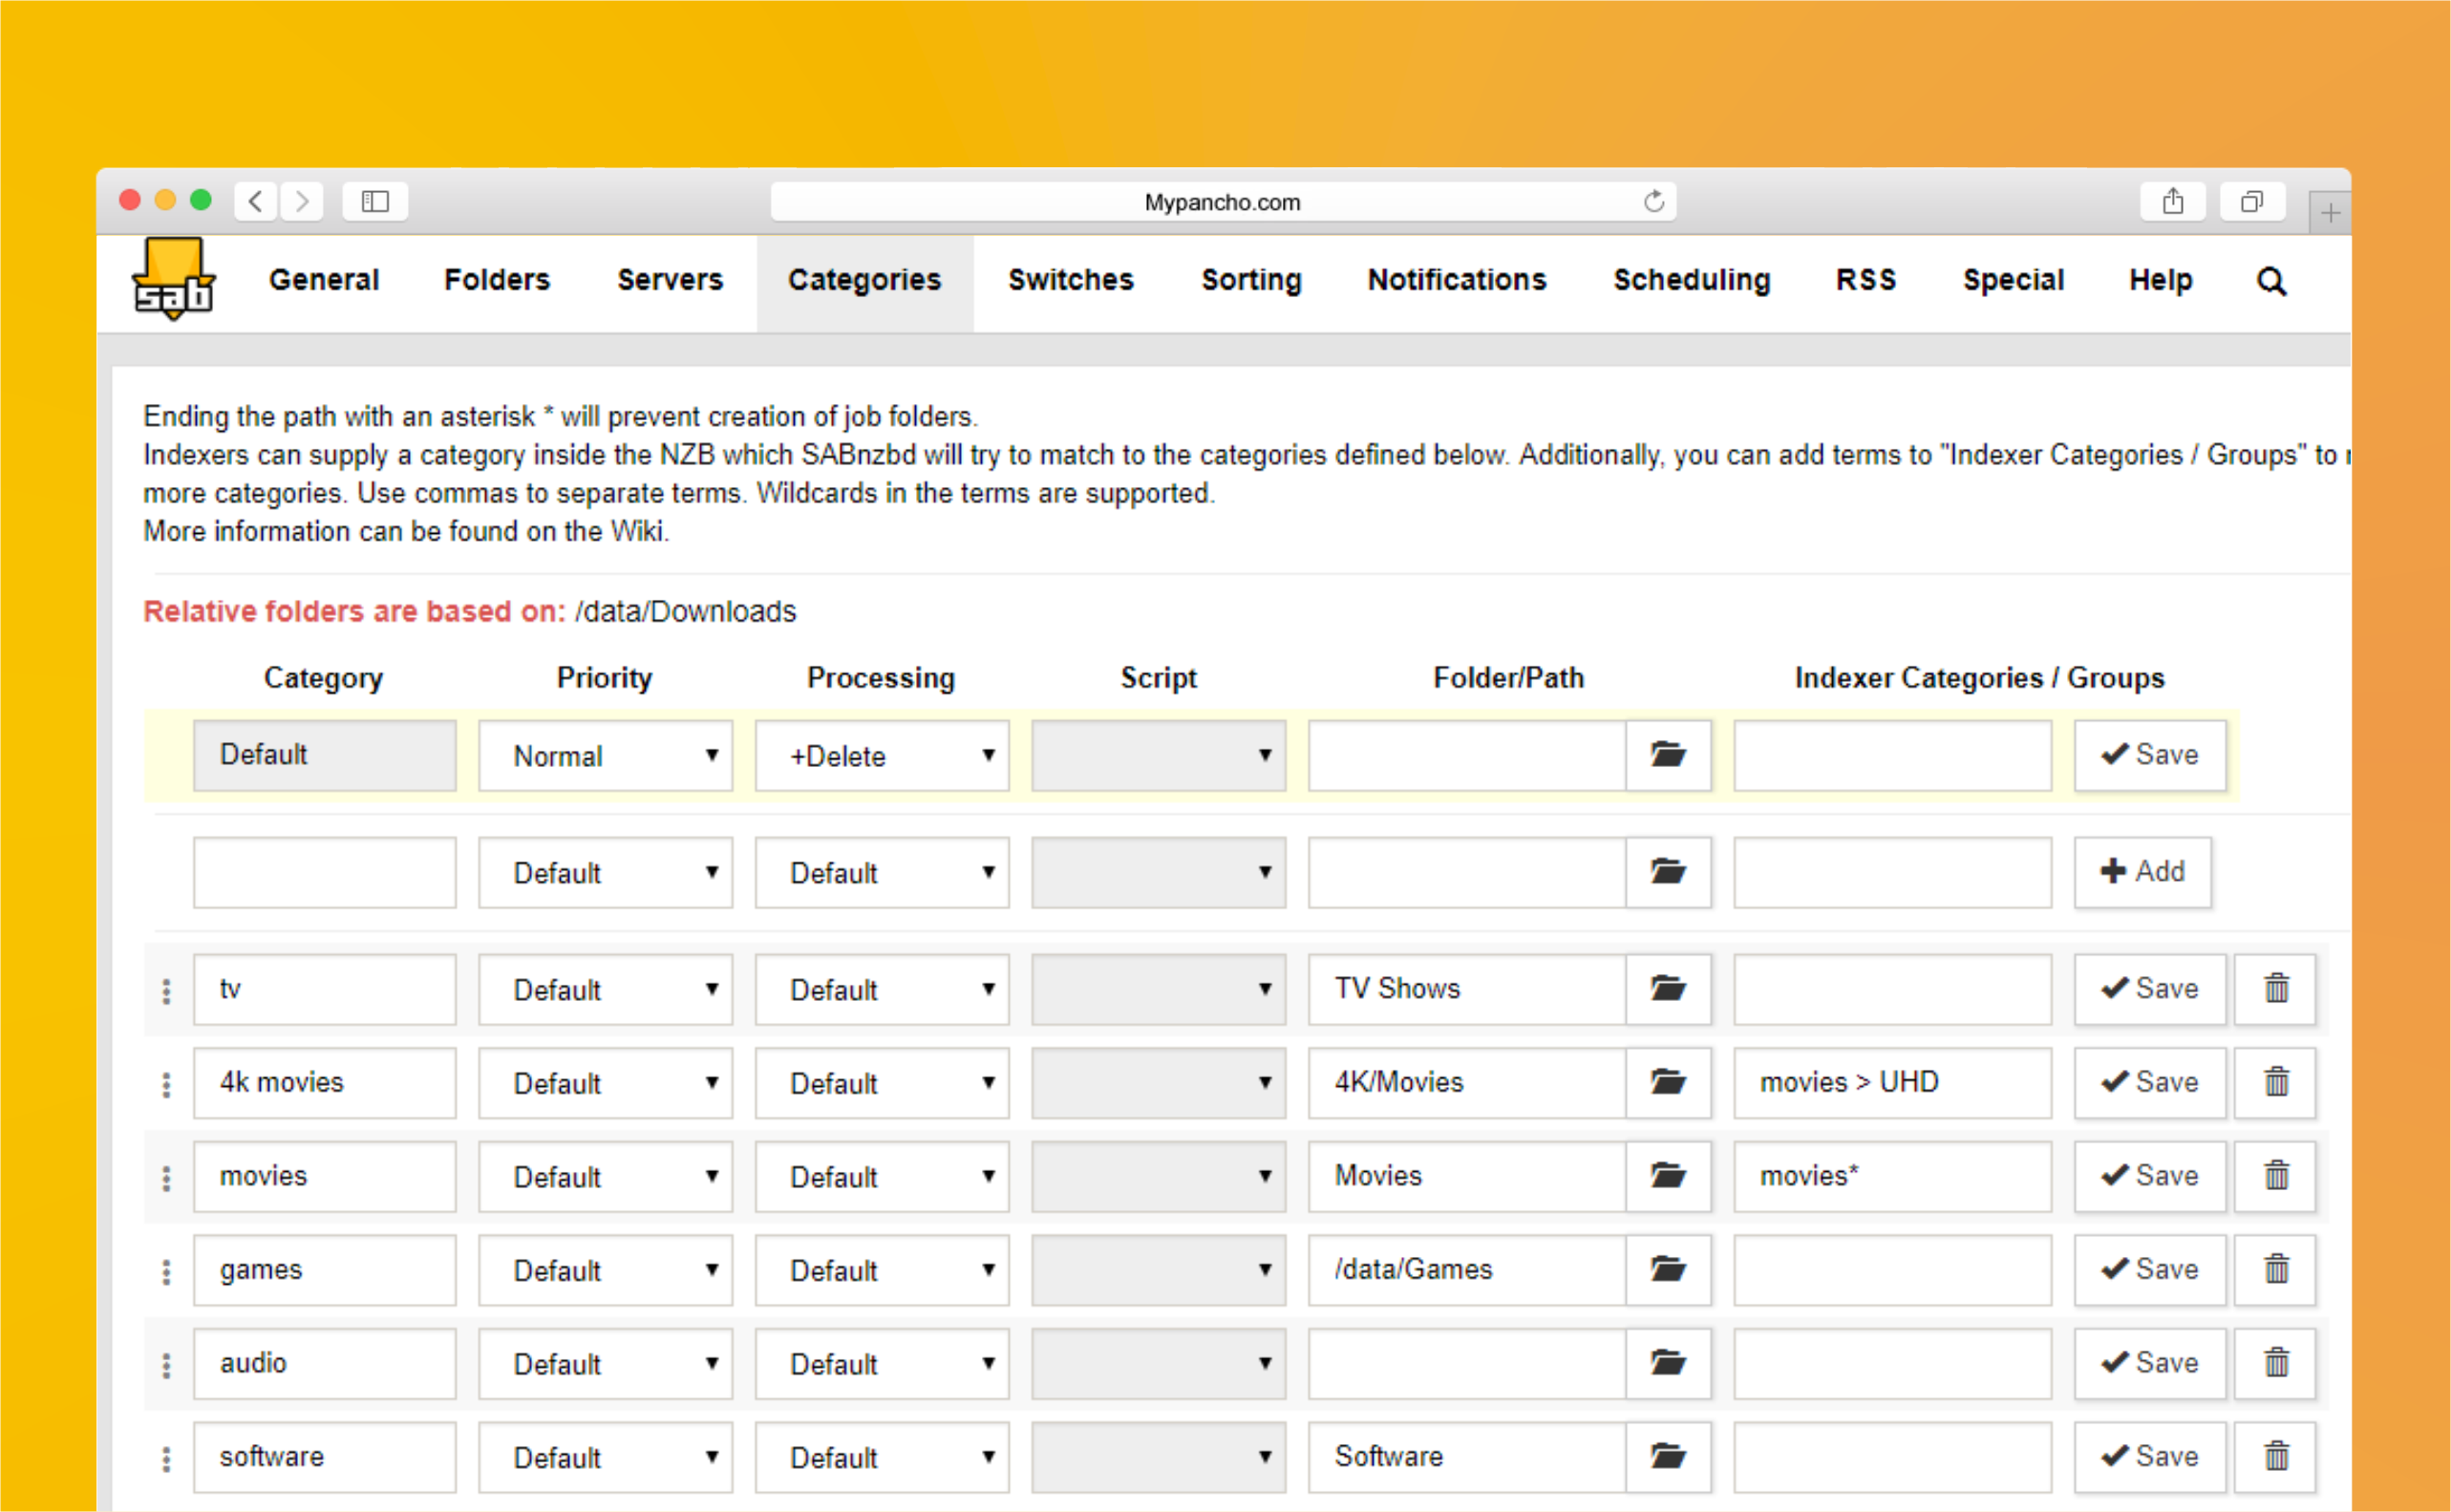 Mypancho.com
sab
General Folders Servers Categories Switches Sorting Notifications Scheduling RSS Special Help
Ending the path with an asterisk * will prevent creation of job folders.
Indexers can supply a category inside the NZB which SABnzbd will try to match to the categories defined below. Additionally, you can add terms to "Indexer Categories / Groups" to
more categories. Use commas to separate terms. Wildcards in the terms are supported.
More information can be found on the Wiki.
Relative folders are based on: /data/Downloads
Category Priority Processing Script Folder/Path Indexer Categories / Groups
Default Normal +Delete Save
Default Default Add
tv Default Default TV Shows Save
4k movies Default Default 4K/Movies movies > UHD Save
movies Default Default Movies movies* Save
games Default Default /data/Games Save
audio Default Default Save
software Default Default Software Save